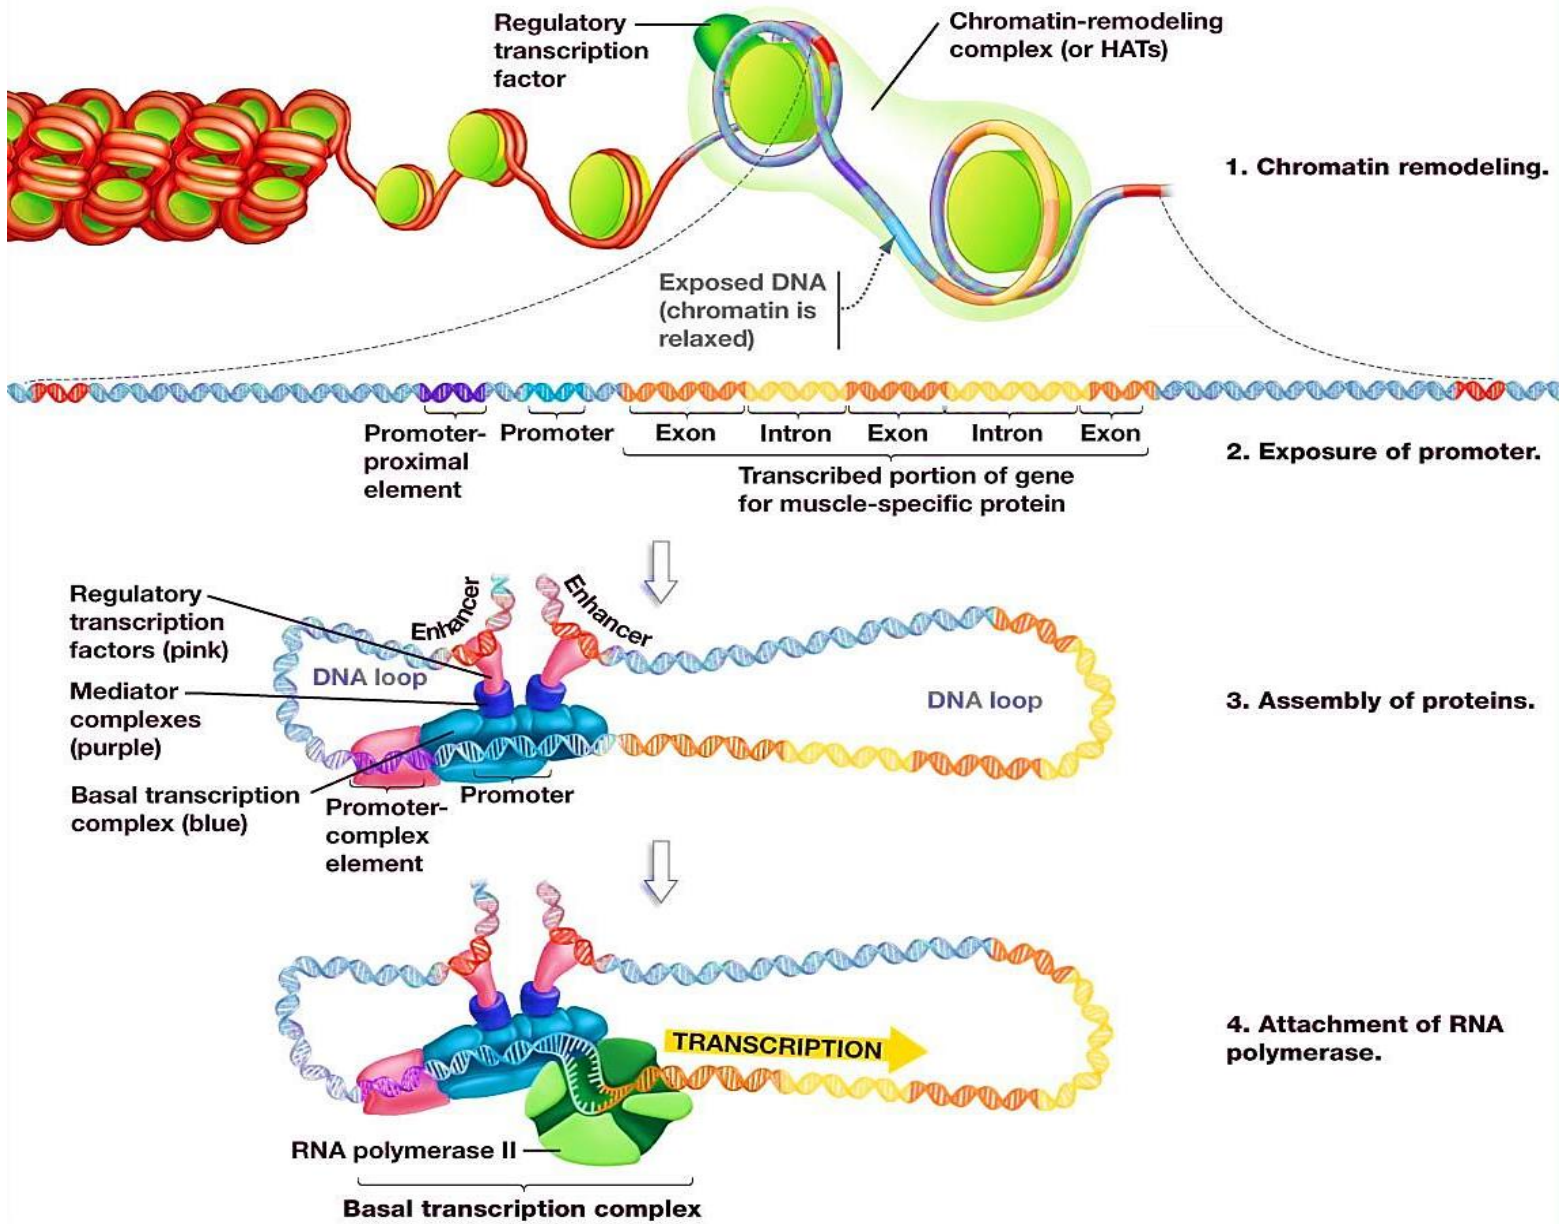 Regulatory
transcription
factor
Chromatin-remodeling
complex (or HATs)
1. Chromatin remodeling.
Exposed DNA
(chromatin is
relaxed)
Promoter-
proximal
element
Promoter
Exon
Intron
Exon
Intron
Exon
Transcribed portion of gene
for muscle-specific protein
2. Exposure of promoter.
Regulatory
transcription
factors (pink)
Enhancer
Enhancer
DNA loop
DNA loop
Mediator
complexes
(purple)
3. Assembly of proteins.
Basal transcription
complex (blue)
Promoter-
complex
element
Promoter
TRANSCRIPTION
4. Attachment of RNA
polymerase.
RNA polymerase II
Basal transcription complex